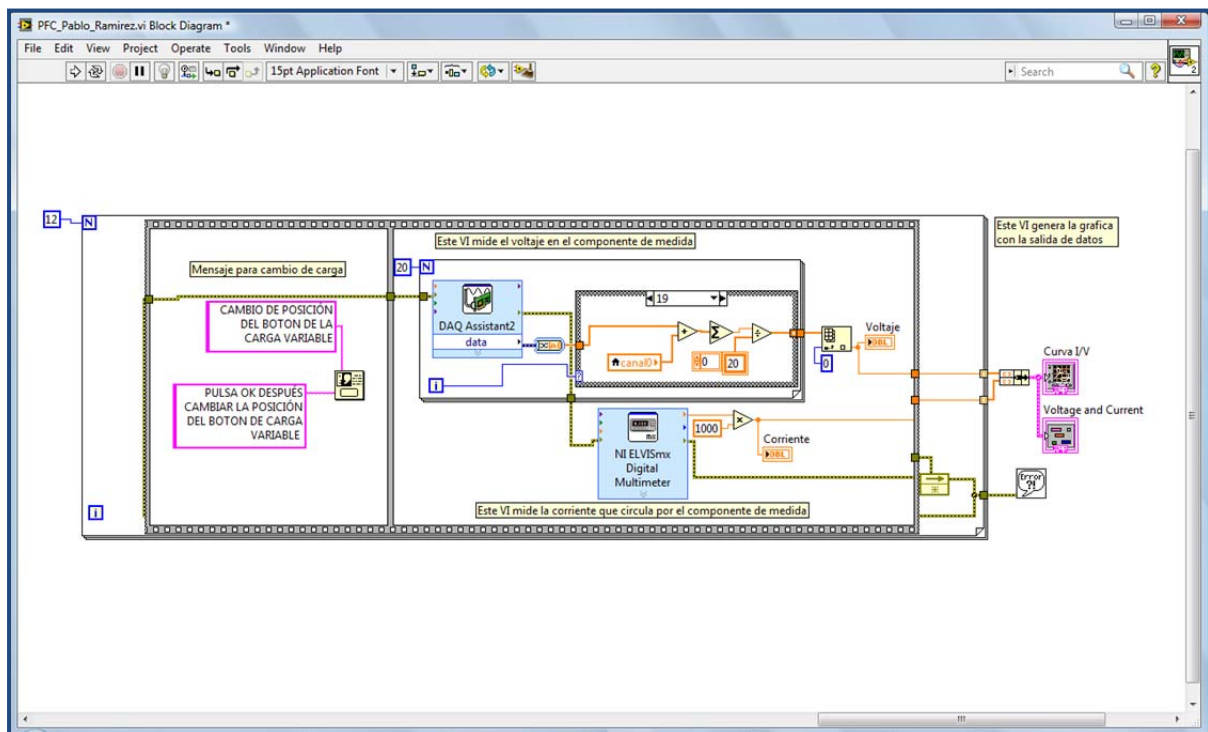 PFC_Pablo_Ramirez.vi Block Diagram *
File Edit View Project Operate Tools Window Help
15pt Application Font
Search
2
12
N
Mensaje para cambio de carga
CAMBIO DE POSICIÓN
DEL BOTON DE LA
CARGA VARIABLE
PULSA OK DESPUÉS
CAMBIAR LA POSICIÓN
DEL BOTON DE CARGA
VARIABLE
i
Este VI mide el voltaje en el componente de medida
20
N
DAQ Assistant2
data
i
19
canal0
0
20
0
Voltaje
DBL
NI ELVISmx
Digital
Multimeter
1000
Corriente
DBL
Este VI mide la corriente que circula por el componente de medida
Este VI genera la grafica
con la salida de datos
Curva I/V
Voltage and Current
Error
?!